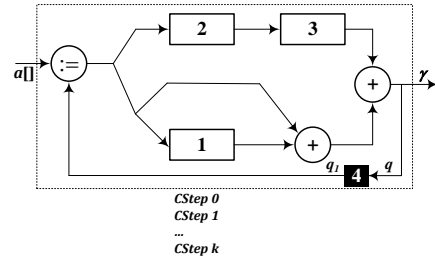 2
3
γ
a[]
:=
+
1
+
q₁
4
q
CStep 0
CStep 1
...
CStep k